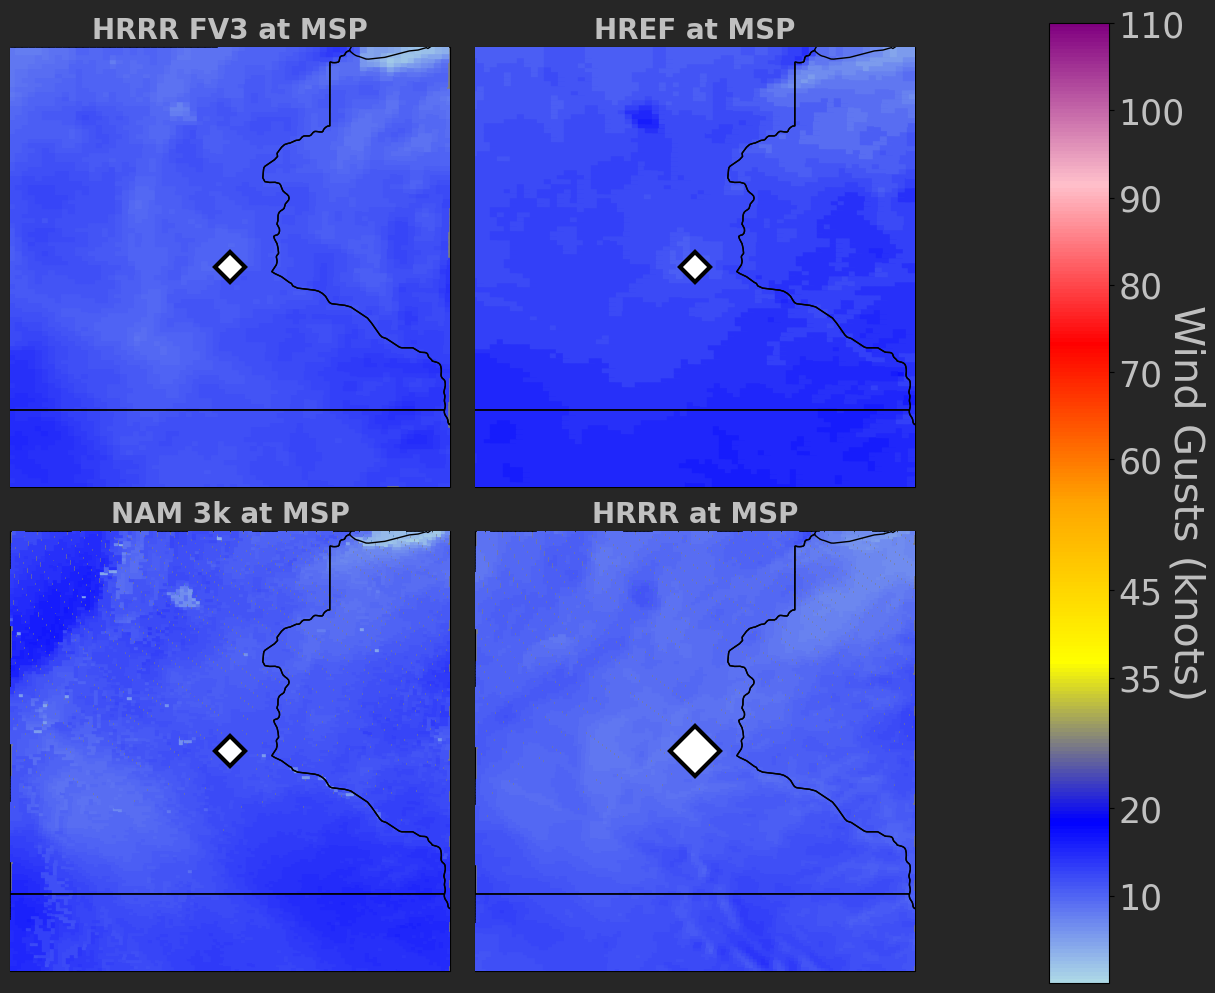 HRRR FV3 at MSP
HREF at MSP
NAM 3k at MSP
HRRR at MSP
110
100
90
80
70
60
45
35
20
10
Wind Gusts (knots)